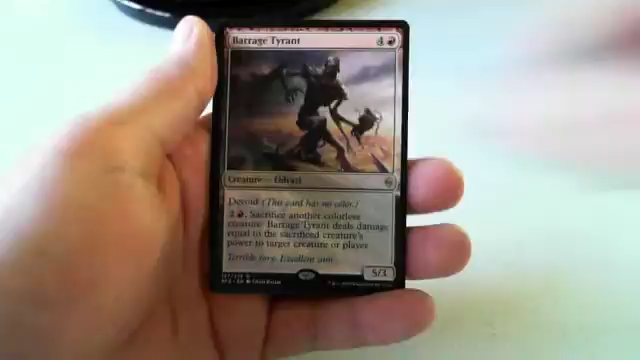 Barrage Tyrant 4
Creature — Eldrazi
Devoid (This card has no color.)
2, Sacrifice another colorless
creature: Barrage Tyrant deals damage
equal to the sacrificed creature's
power to target creature or player.
Terrible fury. Excellent aim.
5/3